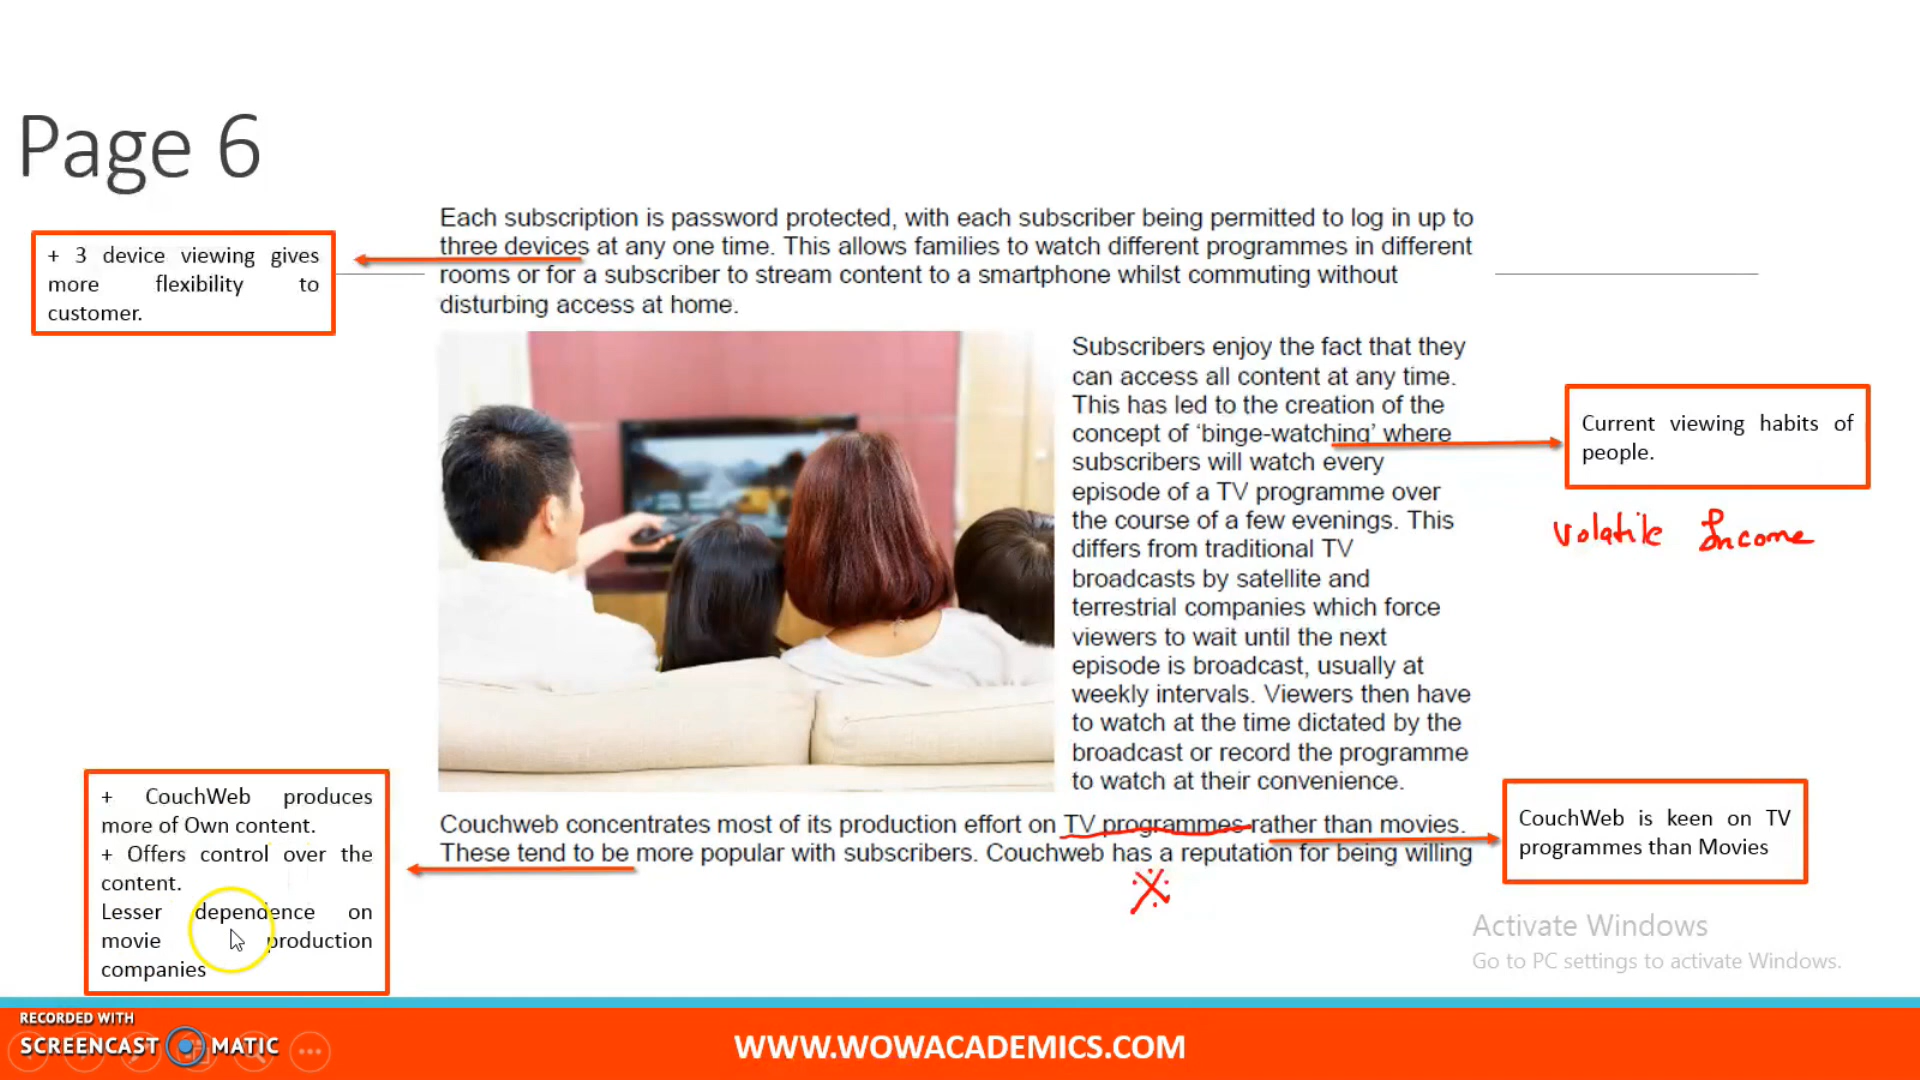 Page 6
Each subscription is password protected, with each subscriber being permitted to log in up to
three devices at any one time. This allows families to watch different programmes in different
rooms or for a subscriber to stream content to a smartphone whilst commuting without
disturbing access at home.
+ 3 device viewing gives
more flexibility to
customer.
Subscribers enjoy the fact that they
can access all content at any time.
This has led to the creation of the
concept of ‘binge-watching’ where
subscribers will watch every
episode of a TV programme over
the course of a few evenings. This
differs from traditional TV
broadcasts by satellite and
terrestrial companies which force
viewers to wait until the next
episode is broadcast, usually at
weekly intervals. Viewers then have
to watch at the time dictated by the
broadcast or record the programme
to watch at their convenience.
Current viewing habits of
people.
Volatile Income
+ CouchWeb produces
more of Own content.
+ Offers control over the
content.
Lesser dependence on
movie production
companies
Couchweb concentrates most of its production effort on TV programmes rather than movies.
These tend to be more popular with subscribers. Couchweb has a reputation for being willing
CouchWeb is keen on TV
programmes than Movies
Activate Windows
Go to PC settings to activate Windows.
RECORDED WITH
SCREENCAST MATIC
WWW.WOWACADEMICS.COM